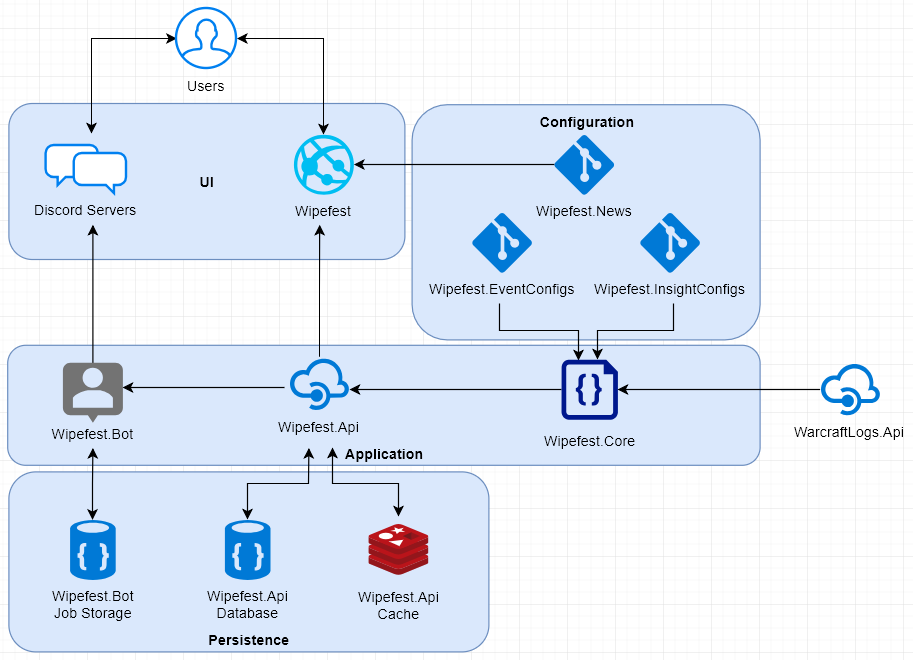 Users
Configuration
UI
Discord Servers
Wipefest
Wipefest.News
Wipefest.EventConfigs
Wipefest.InsightConfigs
{}
Wipefest.Bot
Wipefest.Api
Wipefest.Core
WarcraftLogs.Api
Application
{ }
{ }
Wipefest.Bot
Job Storage
Wipefest.Api
Database
Wipefest.Api
Cache
Persistence